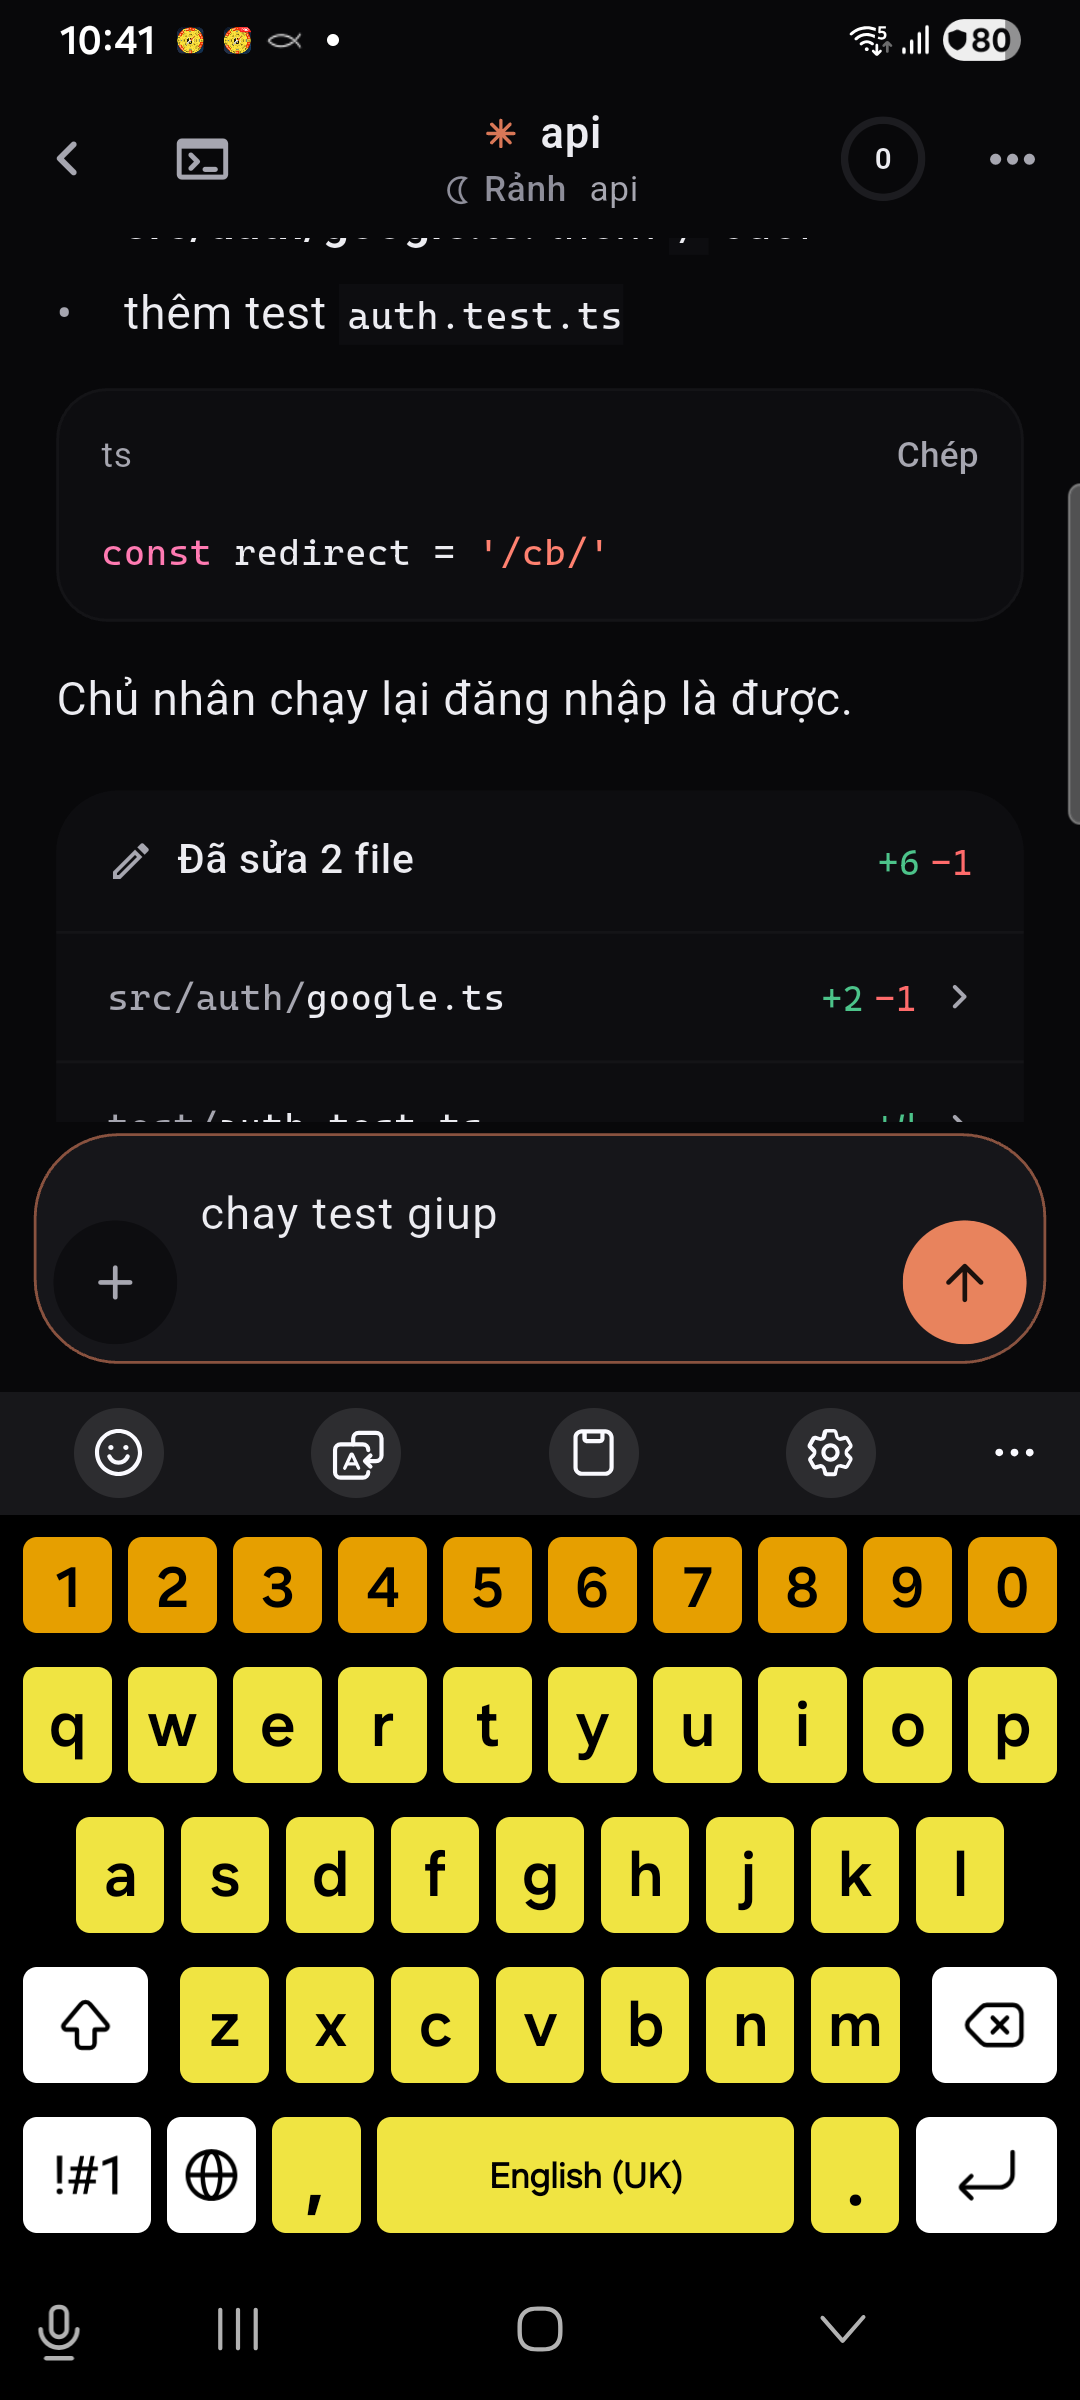 10:41
5
80
api
0
Rảnh api
thêm test auth.test.ts
ts
Chép
const redirect = '/cb/'
Chủ nhân chạy lại đăng nhập là được.
Đã sửa 2 file
+6 −1
src/auth/google.ts
+2 −1
chay test giup
1 2 3 4 5 6 7 8 9 0
q w e r t y u i o p
a s d f g h j k l
z x c v b n m
!#1 , English (UK) .